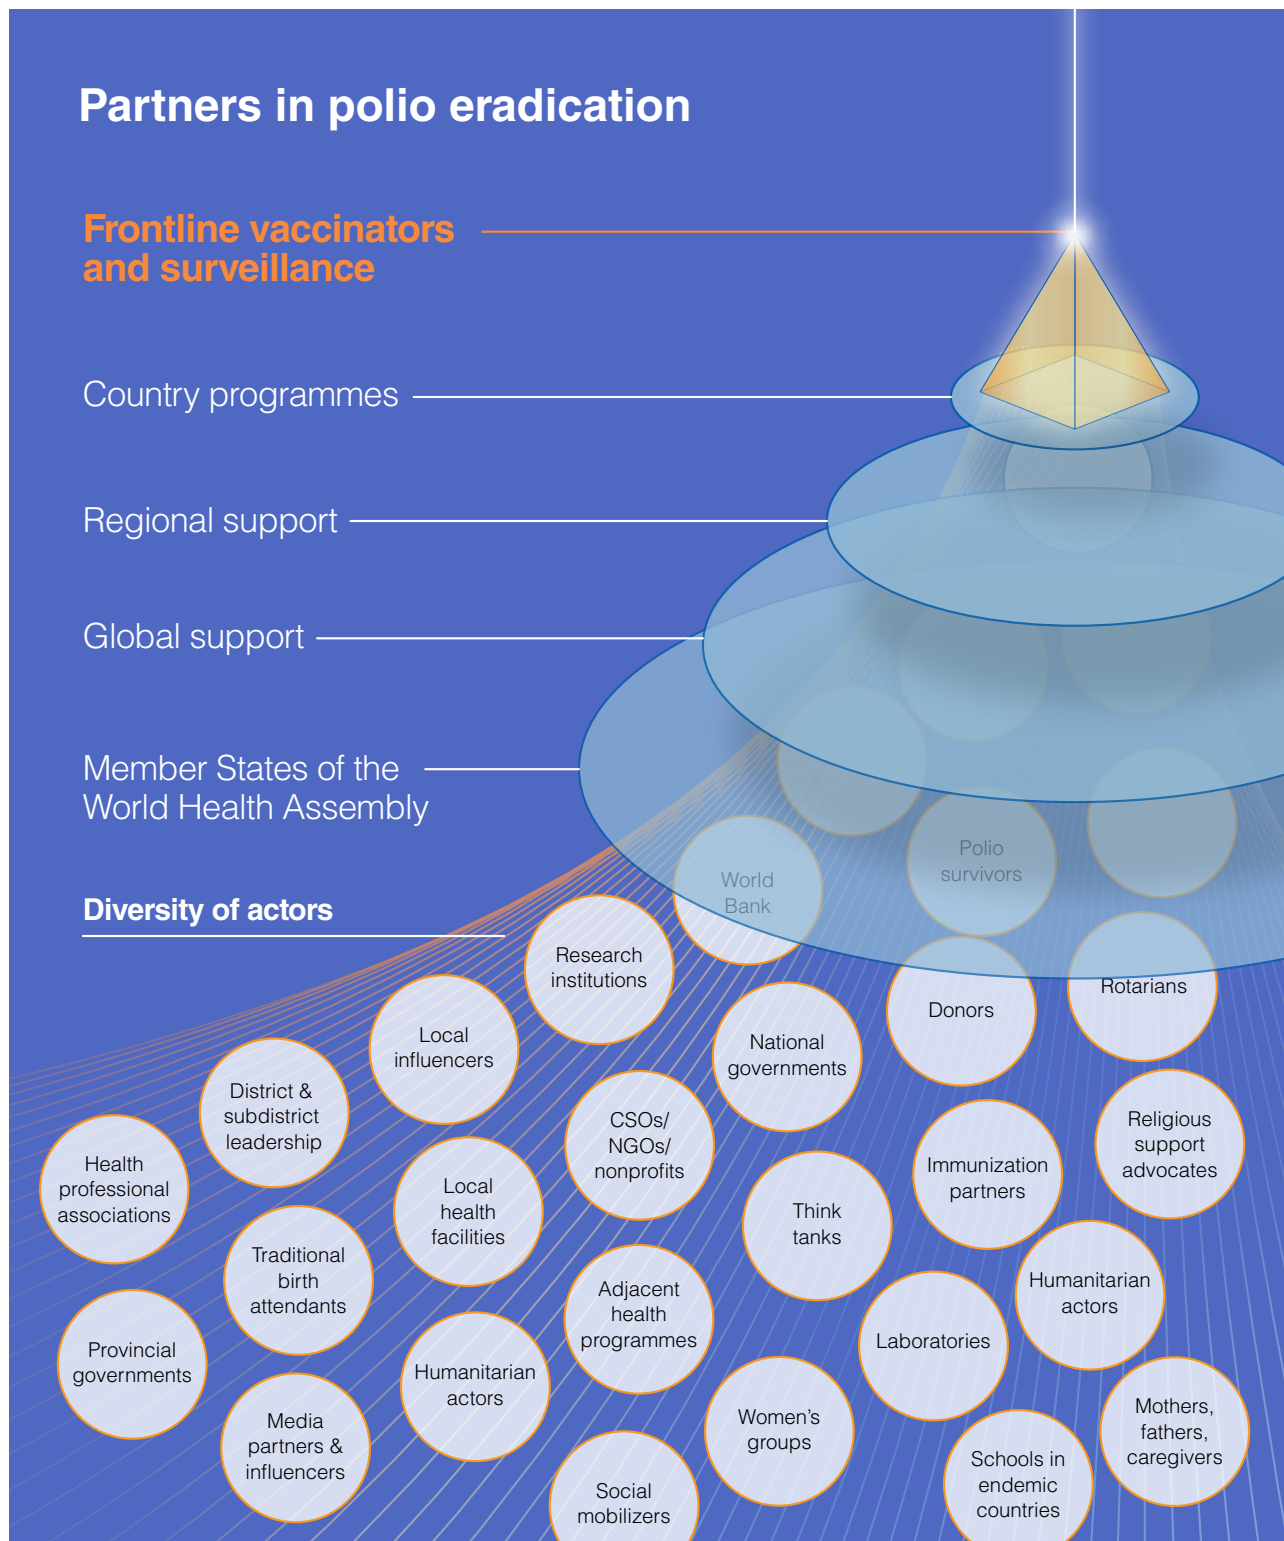 Partners in polio eradication
Frontline vaccinators
and surveillance
Country programmes
Regional support
Global support
Member States of the
World Health Assembly
Diversity of actors
Polio
survivors
World
Bank
Research
institutions
Rotarians
Donors
Local
influencers
National
governments
District &
subdistrict
leadership
CSOs/
NGOs/
nonprofits
Religious
support
advocates
Health
professional
associations
Immunization
partners
Local
health
facilities
Think
tanks
Traditional
birth
attendants
Humanitarian
actors
Adjacent
health
programmes
Laboratories
Provincial
governments
Humanitarian
actors
Media
partners &
influencers
Women's
groups
Mothers,
fathers,
caregivers
Schools in
endemic
countries
Social
mobilizers